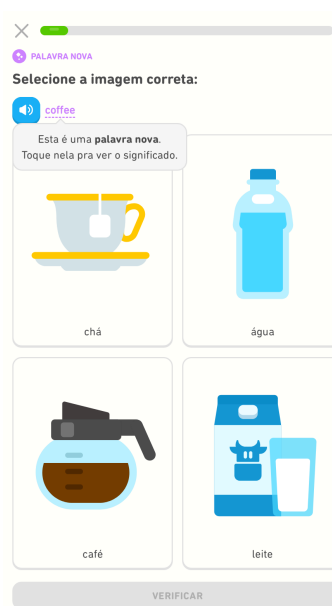 PALAVRA NOVA
Selecione a imagem correta:
coffee
Esta é uma palavra nova.
Toque nela pra ver o significado.
chá
água
café
leite
VERIFICAR